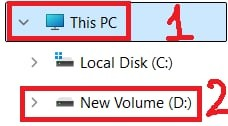 This PC 1
Local Disk (C:)
2
New Volume (D:)